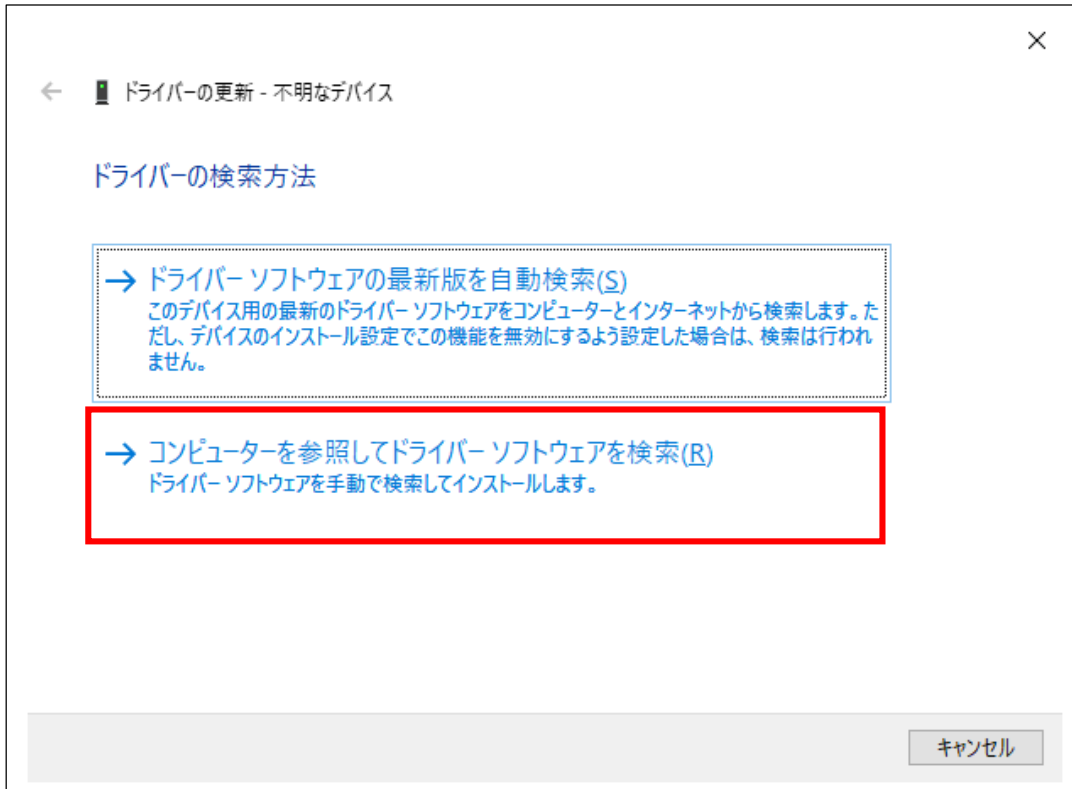 ドライバーの更新 - 不明なデバイス
ドライバーの検索方法
ドライバー ソフトウェアの最新版を自動検索(S)
このデバイス用の最新のドライバー ソフトウェアをコンピューターとインターネットから検索します。た
だし、デバイスのインストール設定でこの機能を無効にするよう設定した場合は、検索は行われ
ません。
コンピューターを参照してドライバー ソフトウェアを検索(R)
ドライバー ソフトウェアを手動で検索してインストールします。
キャンセル